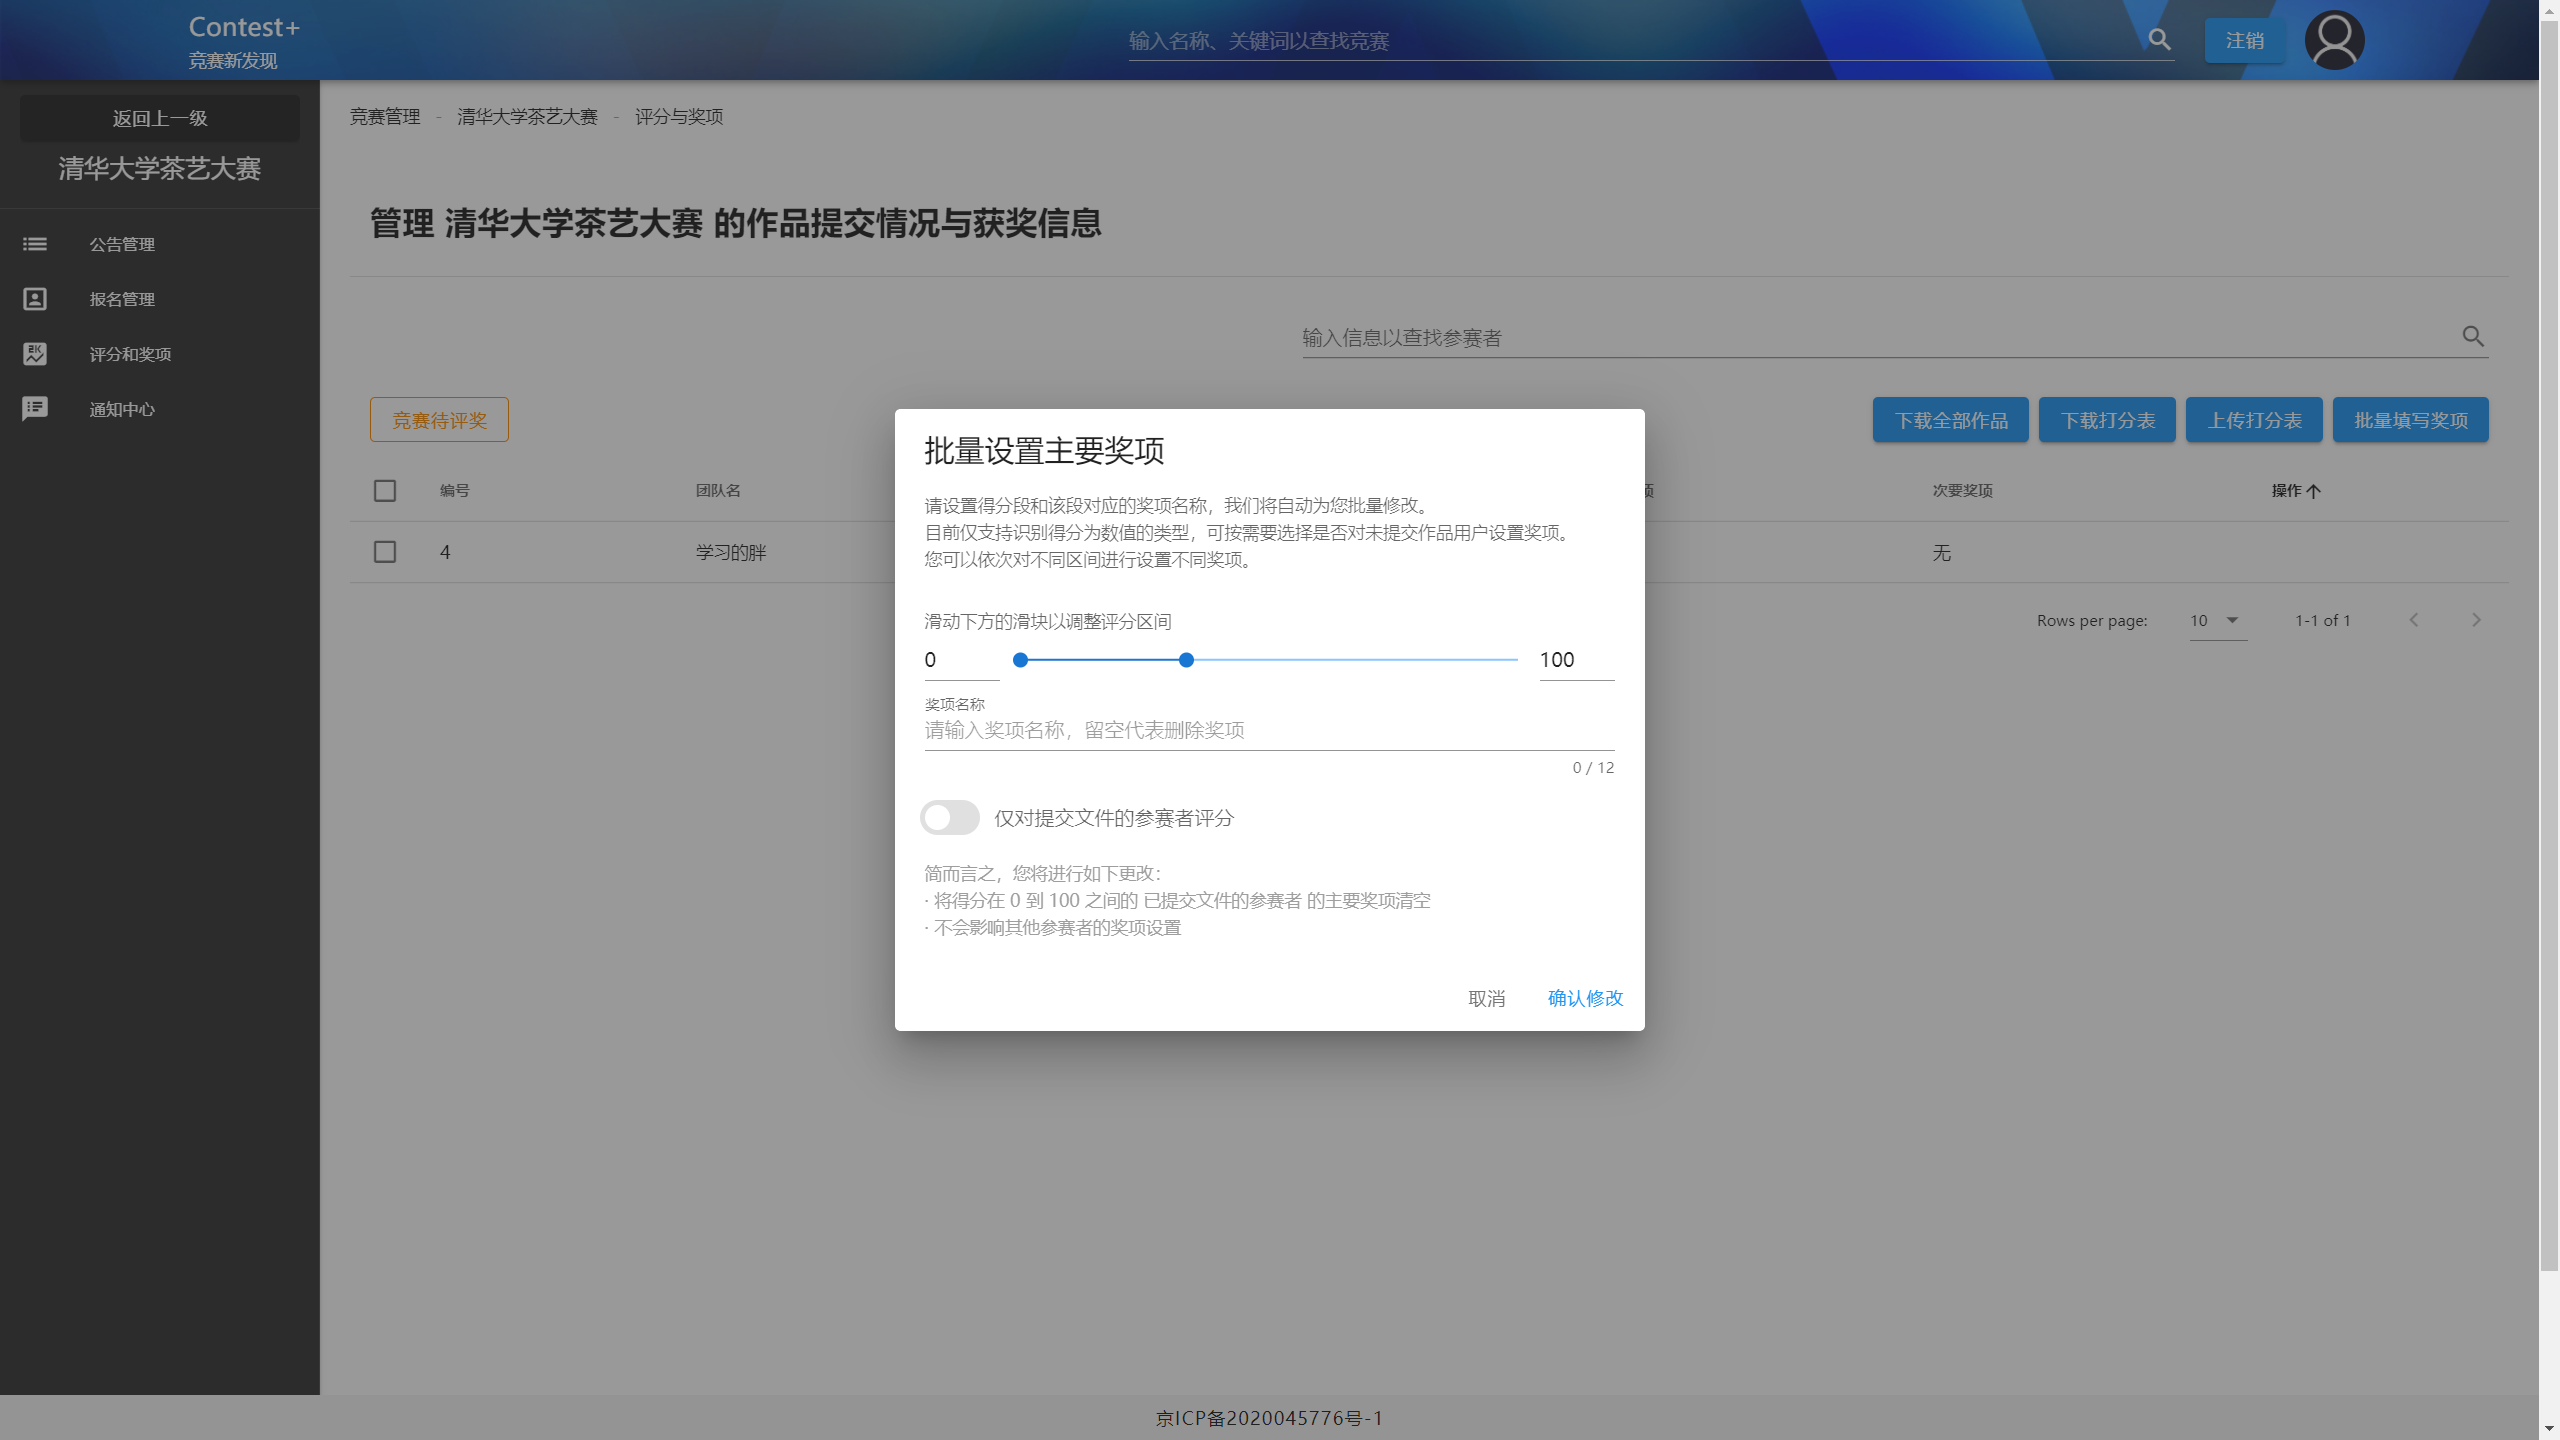 Contest+
竞赛新发现
输入名称、关键词以查找竞赛
注销
返回上一级
清华大学茶艺大赛
公告管理
报名管理
评分和奖项
通知中心
竞赛管理 - 清华大学茶艺大赛 - 评分与奖项
管理 清华大学茶艺大赛 的作品提交情况与获奖信息
输入信息以查找参赛者
竞赛待评奖
下载全部作品
下载打分表
上传打分表
批量填写奖项
编号 团队名 次要奖项 操作
4 学习的胖 无
Rows per page: 10 1-1 of 1
批量设置主要奖项
请设置得分段和该段对应的奖项名称，我们将自动为您批量修改。
目前仅支持识别得分为数值的类型，可按需要选择是否对未提交作品用户设置奖项。
您可以依次对不同区间进行设置不同奖项。
滑动下方的滑块以调整评分区间
0 100
奖项名称
请输入奖项名称，留空代表删除奖项
0 / 12
仅对提交文件的参赛者评分
简而言之，您将进行如下更改：
· 将得分在 0 到 100 之间的 已提交文件的参赛者 的主要奖项清空
· 不会影响其他参赛者的奖项设置
取消 确认修改
京ICP备2020045776号-1